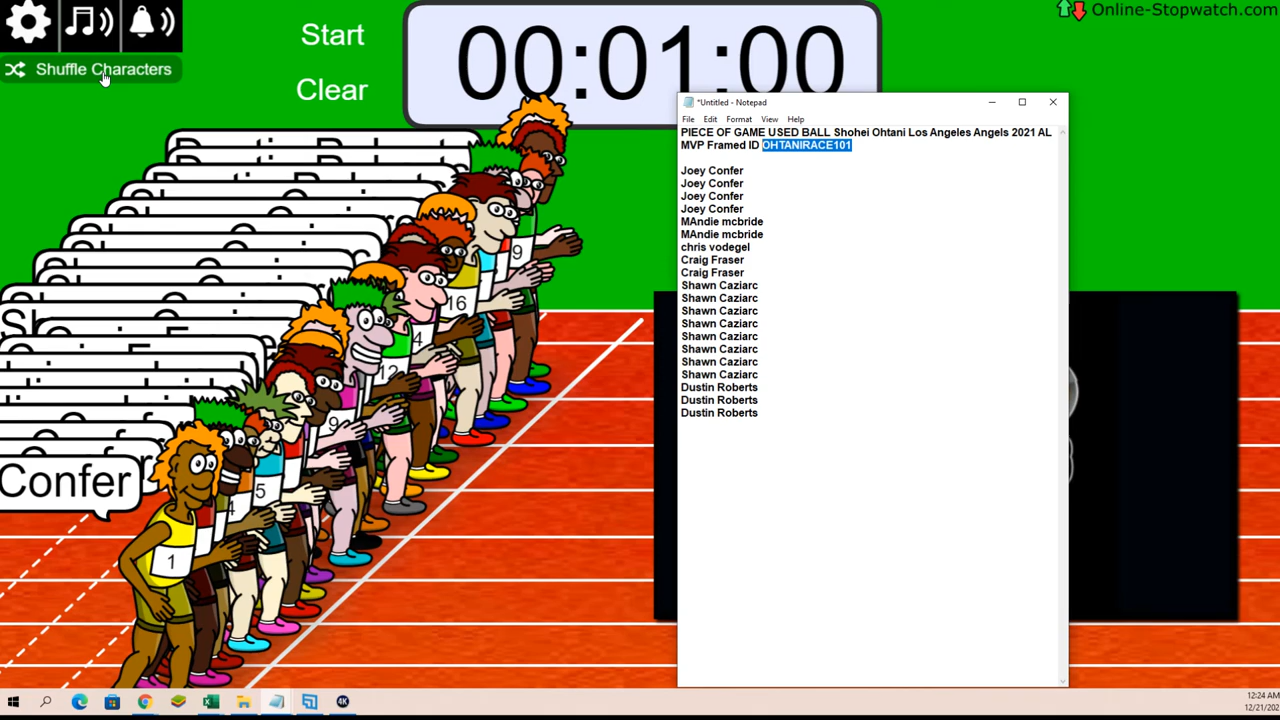 Start
Clear
00:01:00
Online-Stopwatch.com
Shuffle Characters
*Untitled - Notepad
File Edit Format View Help
PIECE OF GAME USED BALL Shohei Ohtani Los Angeles Angels 2021 AL
MVP Framed ID OHTANIRACE101
Joey Confer
Joey Confer
Joey Confer
Joey Confer
MAndie mcbride
MAndie mcbride
chris vodegel
Craig Fraser
Craig Fraser
Shawn Caziarc
Shawn Caziarc
Shawn Caziarc
Shawn Caziarc
Shawn Caziarc
Shawn Caziarc
Shawn Caziarc
Shawn Caziarc
Dustin Roberts
Dustin Roberts
Dustin Roberts
9
16
4
12
9
5
4
Confer
1
4K
12:24 AM